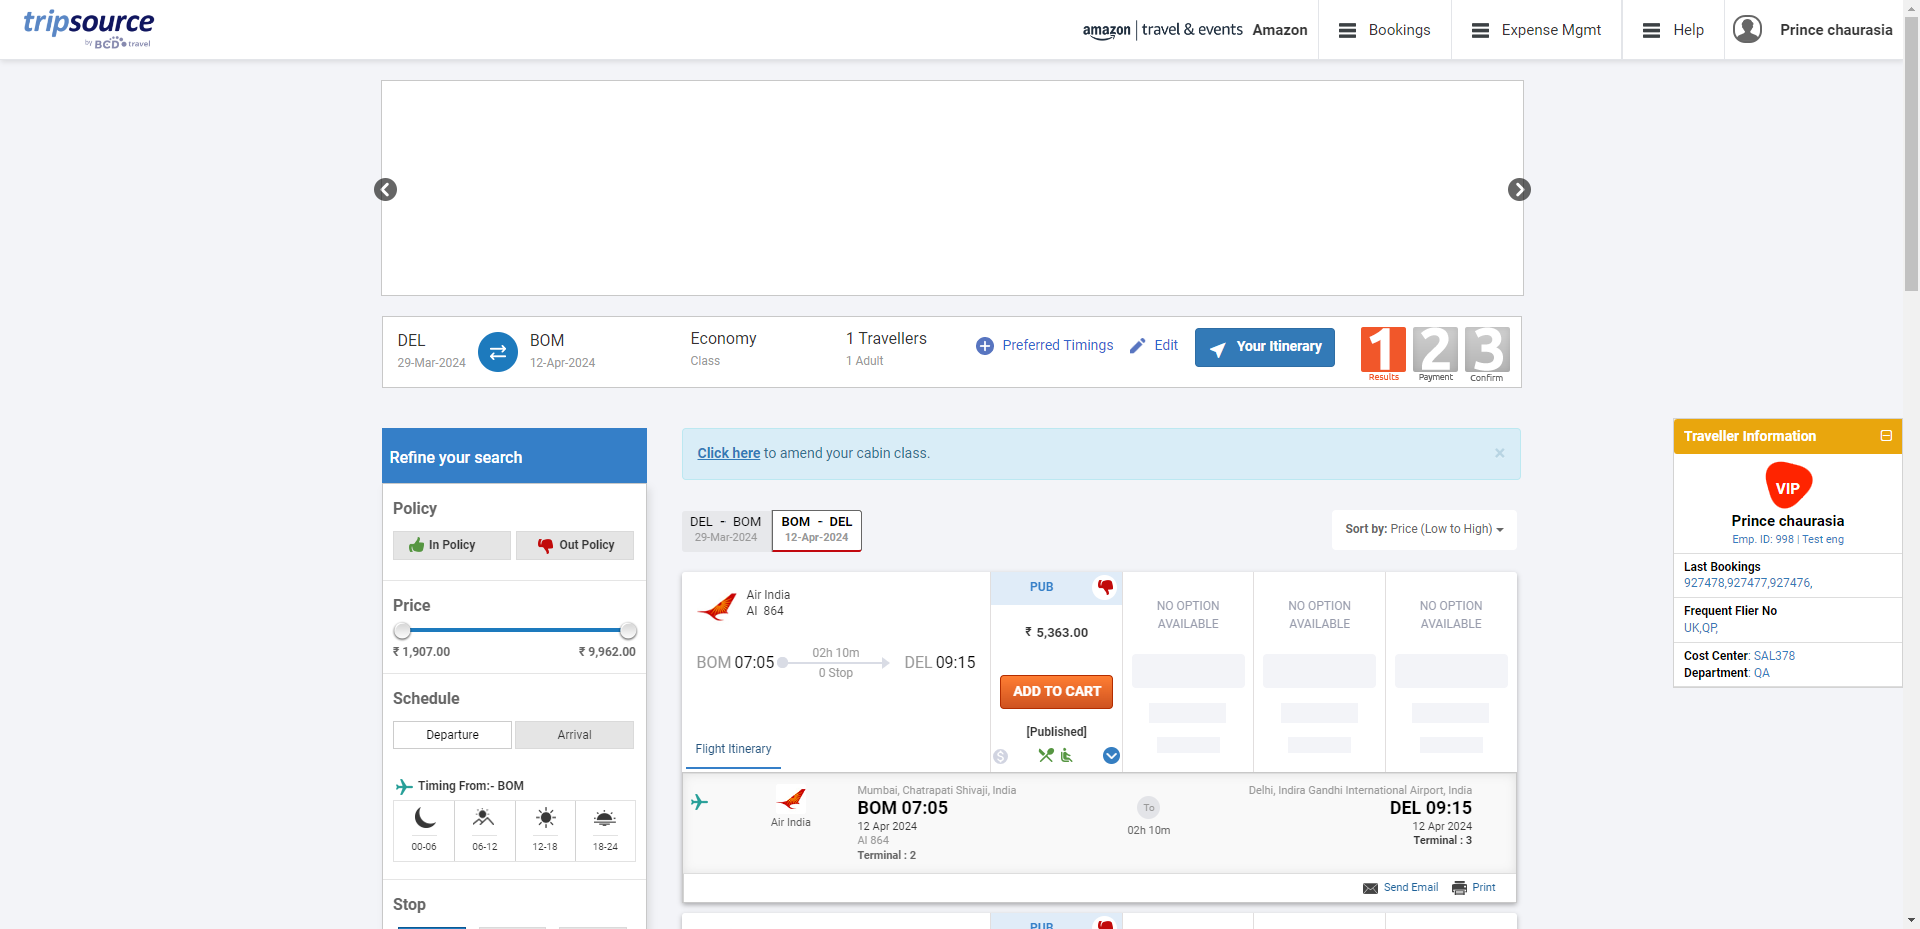 tripsource
by BCD travel
amazon | travel & events Amazon
Bookings
Expense Mgmt
Help
Prince chaurasia
DEL
29-Mar-2024
BOM
12-Apr-2024
Economy
Class
1 Travellers
1 Adult
Preferred Timings
Edit
Your Itinerary
1 2 3
Results Payment Confirm
Refine your search
Policy
In Policy
Out Policy
Price
₹ 1,907.00 ₹ 9,962.00
Schedule
Departure Arrival
Timing From:- BOM
00-06 06-12 12-18 18-24
Stop
Click here to amend your cabin class. ×
DEL - BOM
29-Mar-2024
BOM - DEL
12-Apr-2024
Sort by: Price (Low to High)
Air India
AI 864
BOM 07:05
02h 10m
0 Stop
DEL 09:15
Flight Itinerary
PUB
₹ 5,363.00
ADD TO CART
[Published]
NO OPTION
AVAILABLE
NO OPTION
AVAILABLE
NO OPTION
AVAILABLE
Air India
Mumbai, Chatrapati Shivaji, India
BOM 07:05
12 Apr 2024
AI 864
Terminal : 2
To
02h 10m
Delhi, Indira Gandhi International Airport, India
DEL 09:15
12 Apr 2024
Terminal : 3
Send Email
Print
PUB
Traveller Information
VIP
Prince chaurasia
Emp. ID: 998 | Test eng
Last Bookings
927478,927477,927476,
Frequent Flier No
UK,QP,
Cost Center: SAL378
Department: QA